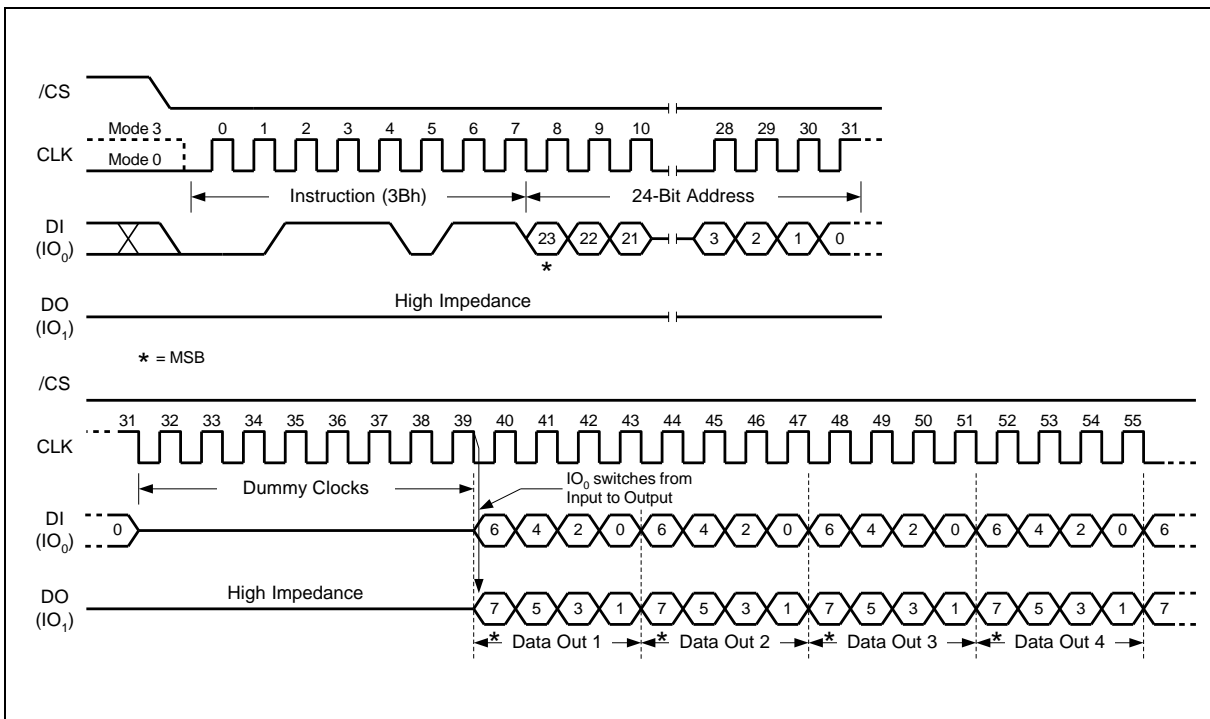 /CS
Mode 3 0 1 2 3 4 5 6 7 8 9 10 28 29 30 31
CLK
Mode 0
Instruction (3Bh) 24-Bit Address
DI
(IO0) 23 22 21 3 2 1 0
*
High Impedance
DO
(IO1)
* = MSB
/CS
31 32 33 34 35 36 37 38 39 40 41 42 43 44 45 46 47 48 49 50 51 52 53 54 55
CLK
Dummy Clocks
IO0 switches from
Input to Output
DI
(IO0) 0 6 4 2 0 6 4 2 0 6 4 2 0 6 4 2 0 6
High Impedance
DO
(IO1) 7 5 3 1 7 5 3 1 7 5 3 1 7 5 3 1 7
* Data Out 1 * Data Out 2 * Data Out 3 * Data Out 4